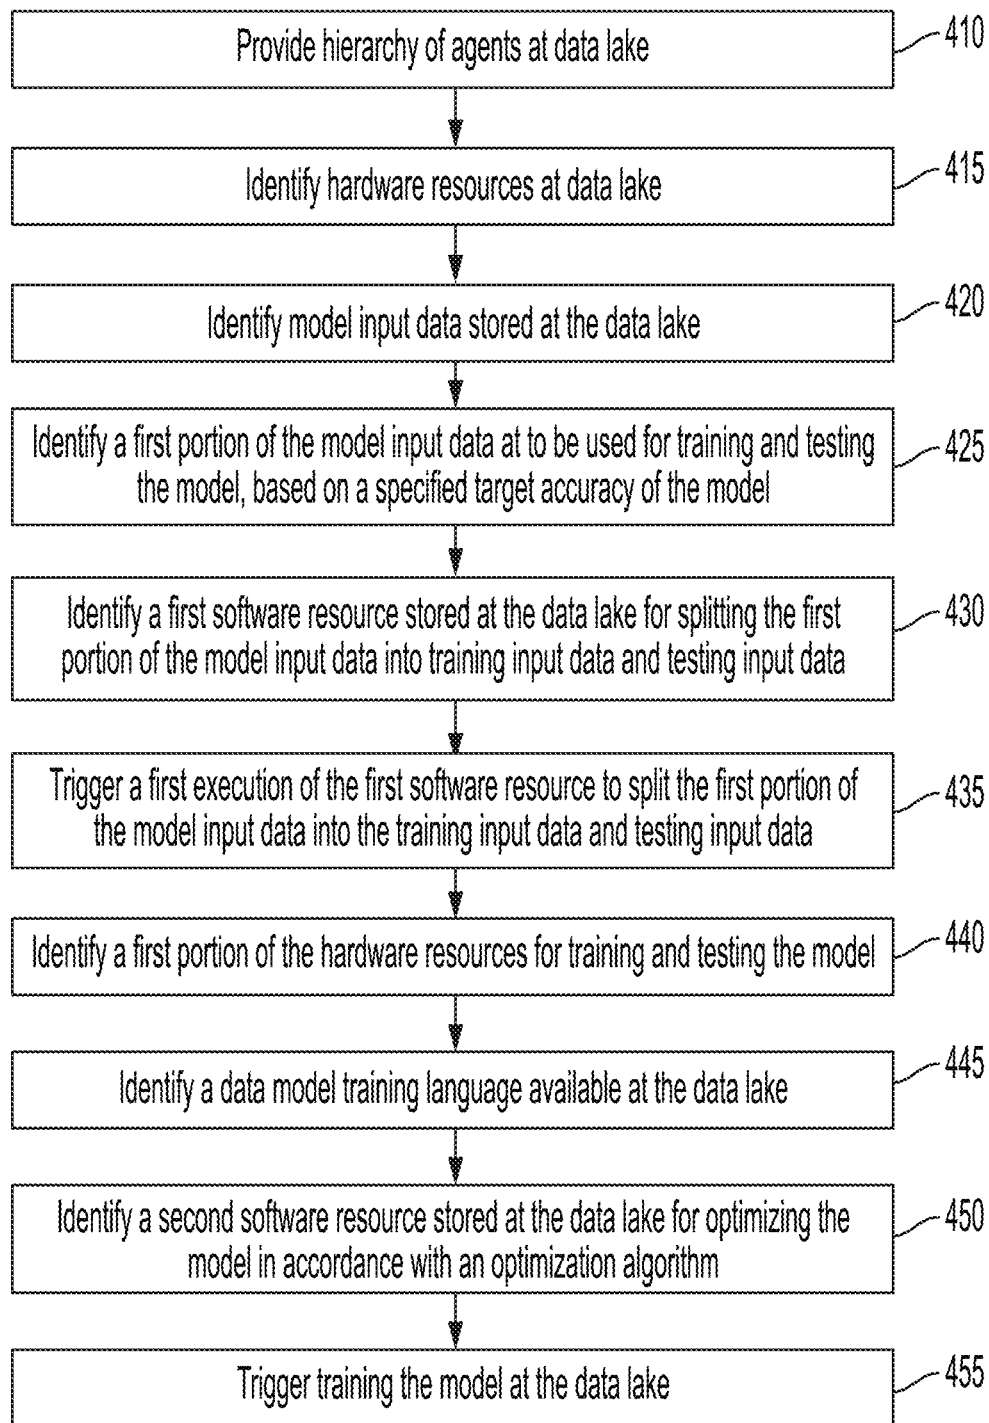 Provide hierarchy of agents at data lake
410
Identify hardware resources at data lake
415
Identify model input data stored at the data lake
420
Identify a first portion of the model input data at to be used for training and testing
the model, based on a specified target accuracy of the model
425
Identify a first software resource stored at the data lake for splitting the first
portion of the model input data into training input data and testing input data
430
Trigger a first execution of the first software resource to split the first portion of
the model input data into the training input data and testing input data
435
Identify a first portion of the hardware resources for training and testing the model
440
Identify a data model training language available at the data lake
445
Identify a second software resource stored at the data lake for optimizing the
model in accordance with an optimization algorithm
450
Trigger training the model at the data lake
455